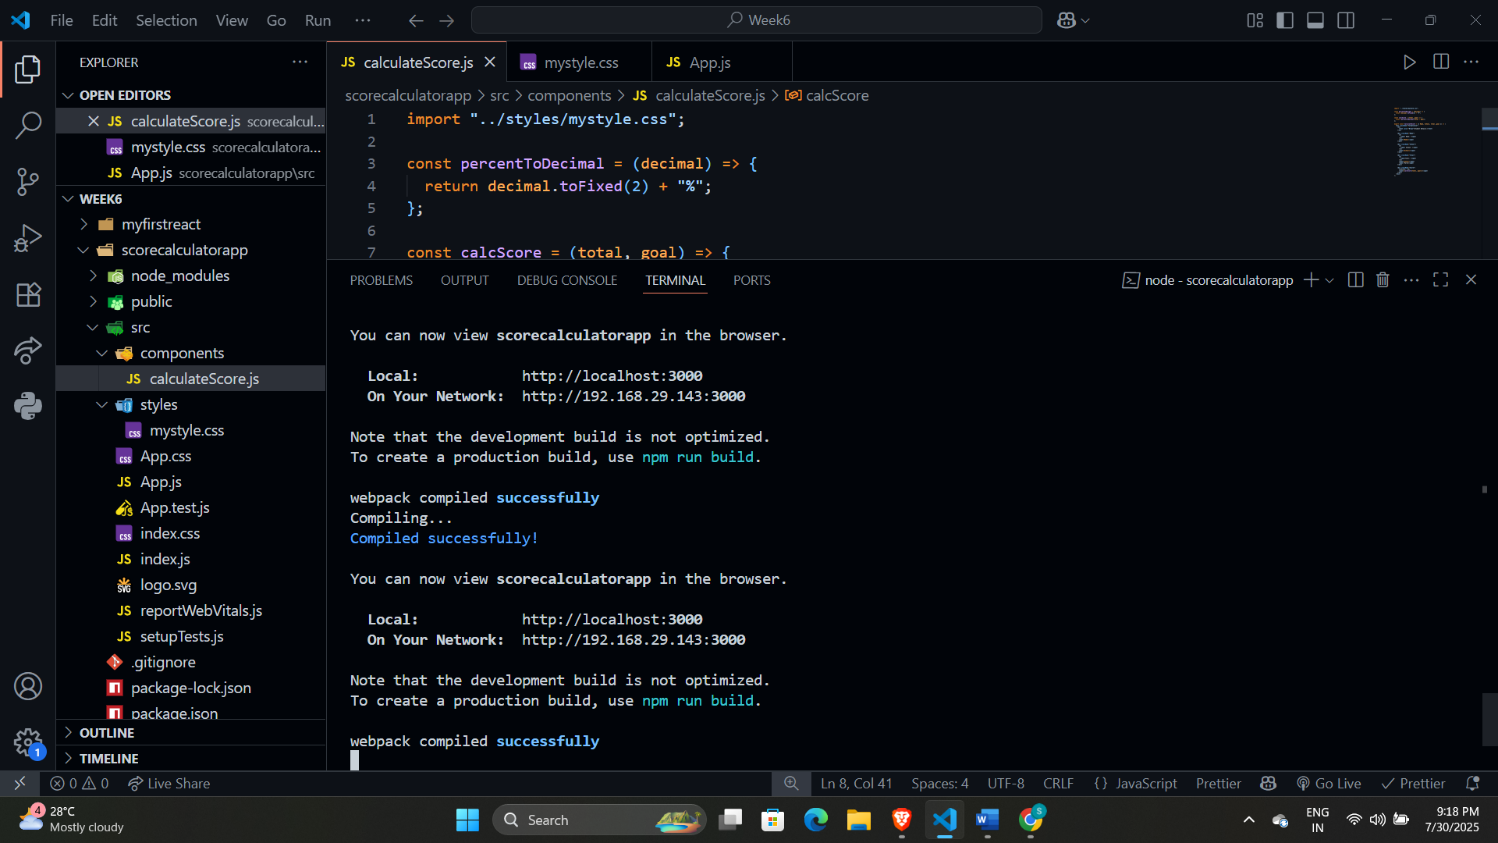 File Edit Selection View Go Run ··· Week6
EXPLORER ···
OPEN EDITORS
calculateScore.js scorecalcul...
mystyle.css scorecalculatora...
App.js scorecalculatorapp\src
WEEK6
myfirstreact
scorecalculatorapp
node_modules
public
src
components
calculateScore.js
styles
mystyle.css
App.css
App.js
App.test.js
index.css
index.js
logo.svg
reportWebVitals.js
setupTests.js
.gitignore
package-lock.json
package.json
OUTLINE
TIMELINE
JS calculateScore.js mystyle.css JS App.js
scorecalculatorapp > src > components > JS calculateScore.js > calcScore
1 import "../styles/mystyle.css";
2
3 const percentToDecimal = (decimal) => {
4 return decimal.toFixed(2) + "%";
5 };
6
7 const calcScore = (total, goal) => {
PROBLEMS OUTPUT DEBUG CONSOLE TERMINAL PORTS node - scorecalculatorapp
You can now view scorecalculatorapp in the browser.
Local: http://localhost:3000
On Your Network: http://192.168.29.143:3000
Note that the development build is not optimized.
To create a production build, use npm run build.
webpack compiled successfully
Compiling...
Compiled successfully!
You can now view scorecalculatorapp in the browser.
Local: http://localhost:3000
On Your Network: http://192.168.29.143:3000
Note that the development build is not optimized.
To create a production build, use npm run build.
webpack compiled successfully
0 0 Live Share Ln 8, Col 41 Spaces: 4 UTF-8 CRLF {} JavaScript Prettier Go Live Prettier
4 28°C
Mostly cloudy
Search
ENG
IN
9:18 PM
7/30/2025